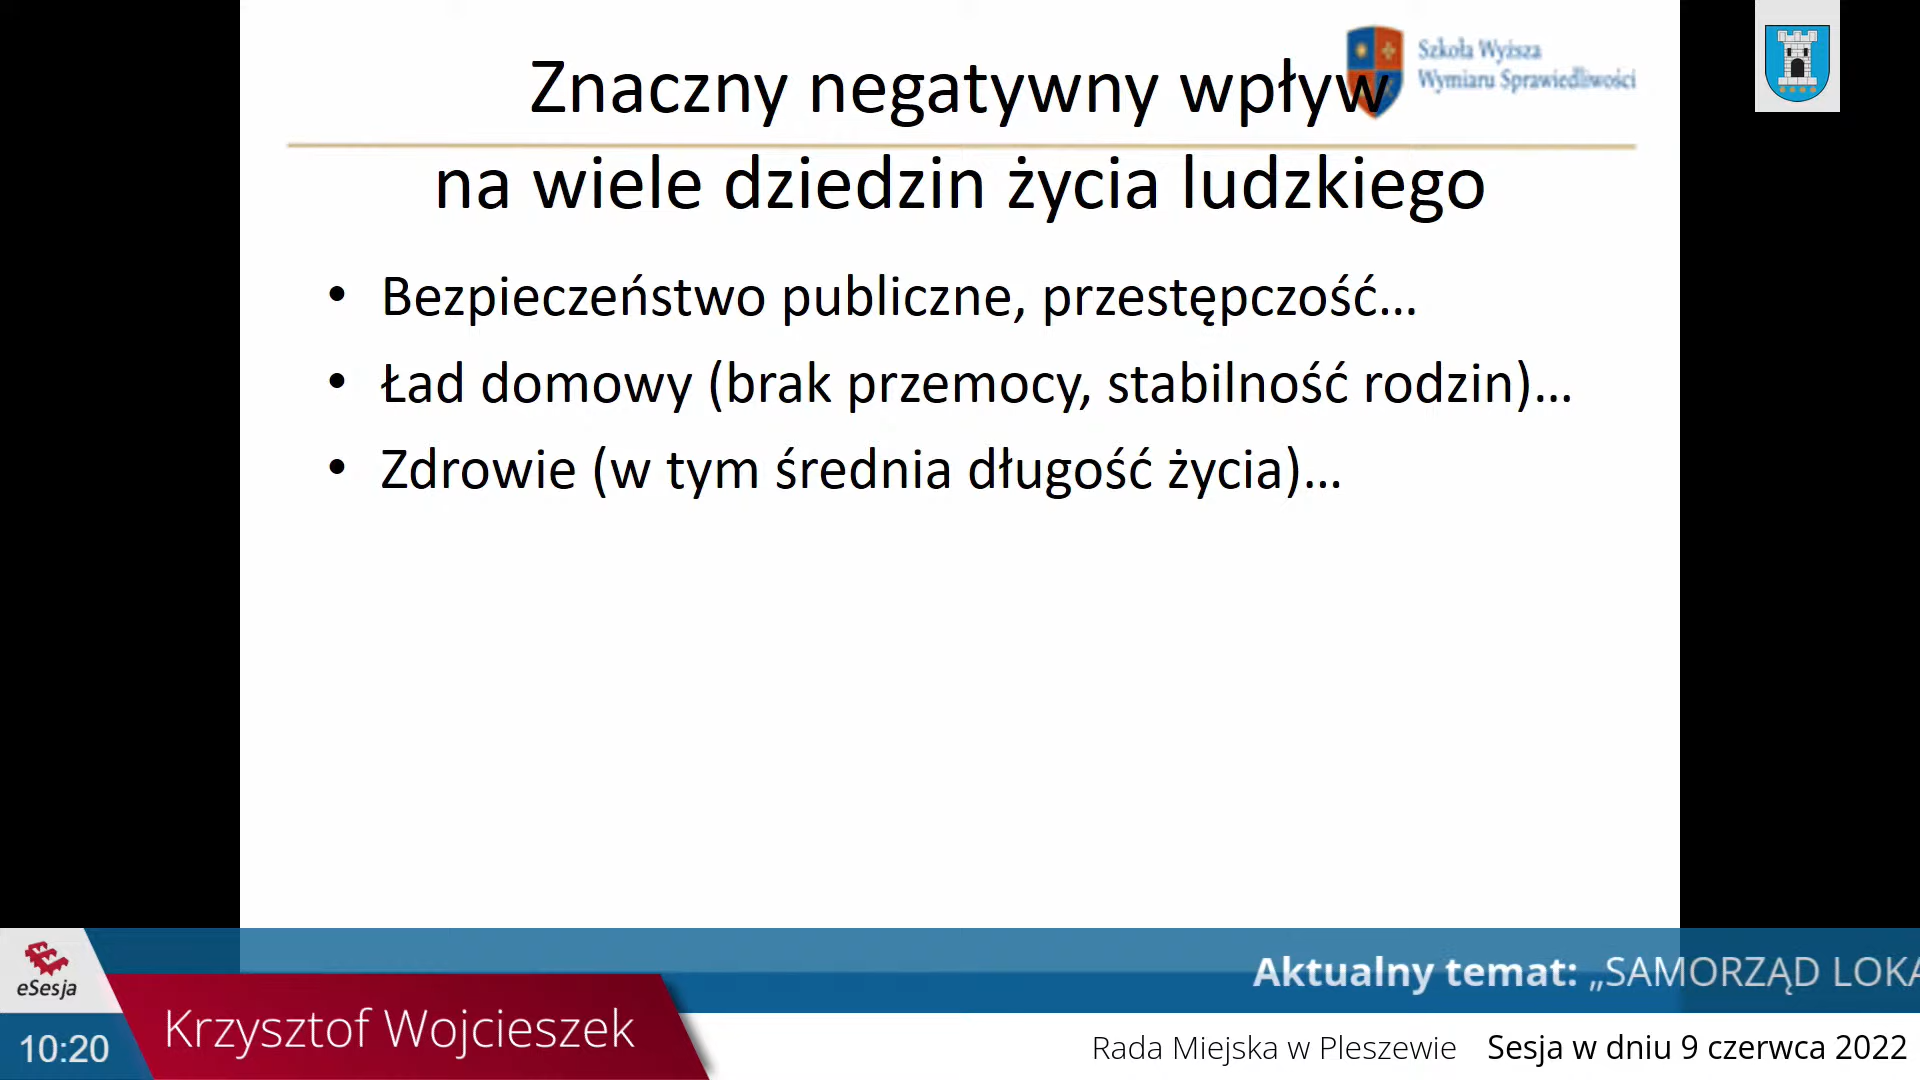 Szkoła Wyższa
Wymiaru Sprawiedliwości
Znaczny negatywny wpływ
na wiele dziedzin życia ludzkiego
• Bezpieczeństwo publiczne, przestępczość...
• Ład domowy (brak przemocy, stabilność rodzin)...
• Zdrowie (w tym średnia długość życia)...
Aktualny temat: „SAMORZĄD LOKA
eSesja
Krzysztof Wojcieszek
10:20
Rada Miejska w Pleszewie Sesja w dniu 9 czerwca 2022